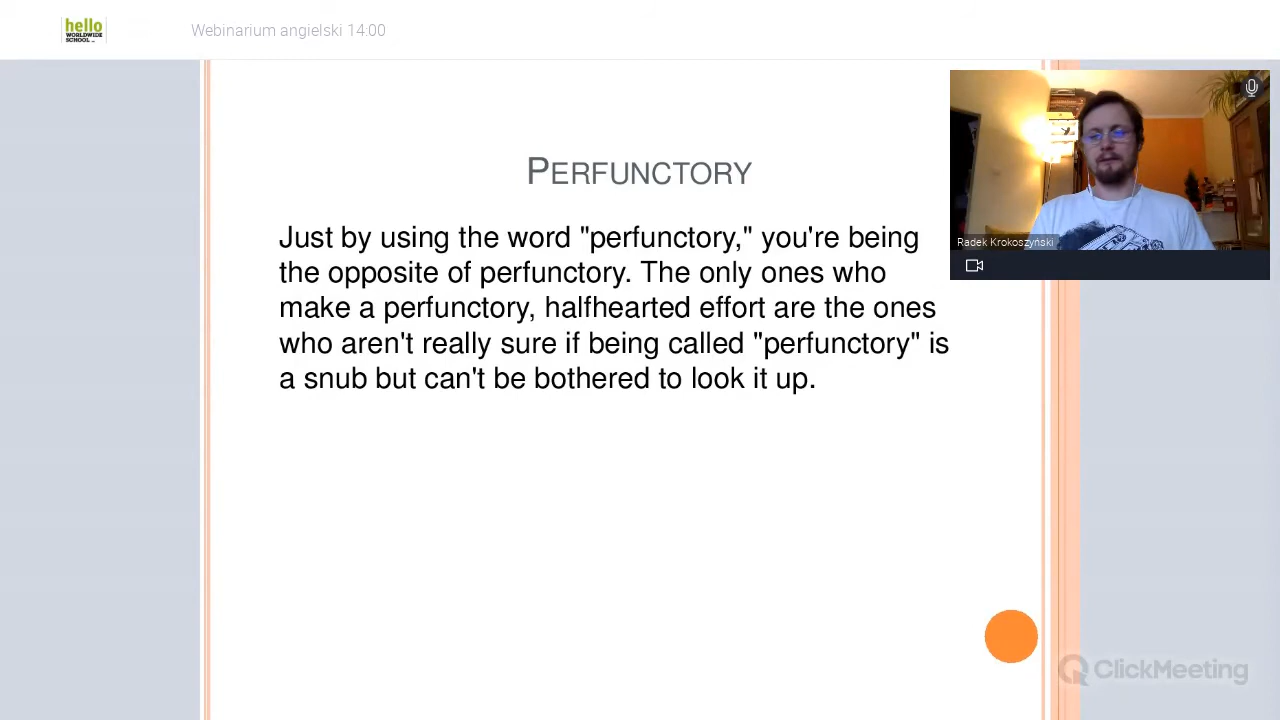 hello
WORLDWIDE
SCHOOL
Webinarium angielski 14:00
PERFUNCTORY
Just by using the word "perfunctory," you're being
the opposite of perfunctory. The only ones who
make a perfunctory, halfhearted effort are the ones
who aren't really sure if being called "perfunctory" is
a snub but can't be bothered to look it up.
Radek Krokoszyński
ClickMeeting